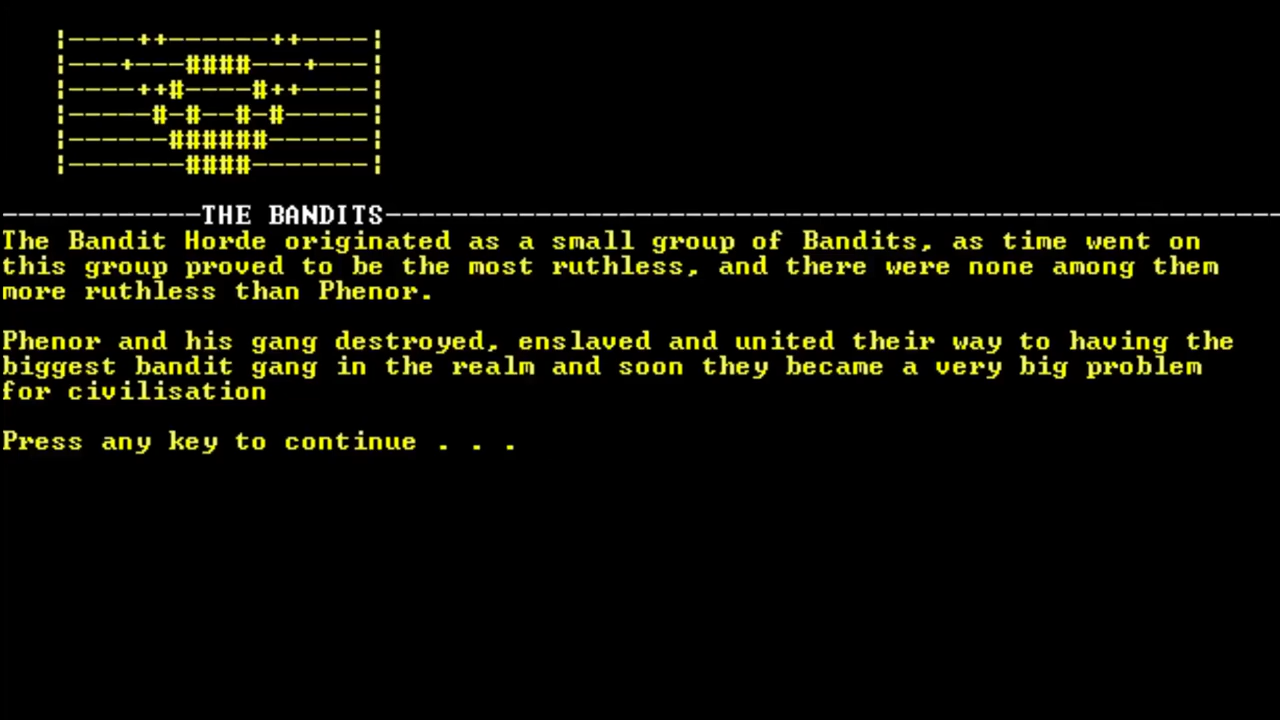 ¦----++------++----¦
¦---+---####---+---¦
¦----++#----#++----¦
¦-----#-#--#-#-----¦
¦------######------¦
¦-------####-------¦
------------THE BANDITS------------------------------------------------------
The Bandit Horde originated as a small group of Bandits, as time went on
this group proved to be the most ruthless, and there were none among them
more ruthless than Phenor.
Phenor and his gang destroyed, enslaved and united their way to having the
biggest bandit gang in the realm and soon they became a very big problem
for civilisation
Press any key to continue . . .